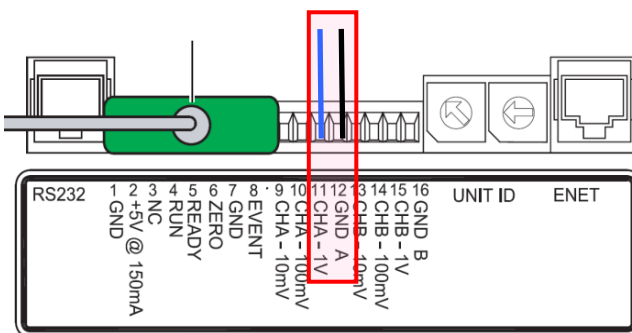 RS232
1 GND
2 +5V @ 150mA
3 NC
4 RUN
5 READY
6 ZERO
7 GND
8 EVENT
9 CHA - 10mV
10 CHA - 100mV
11 CHA - 1V
12 GND A
13 CHB - 10mV
14 CHB - 100mV
15 CHB - 1V
16 GND B
UNIT ID
ENET